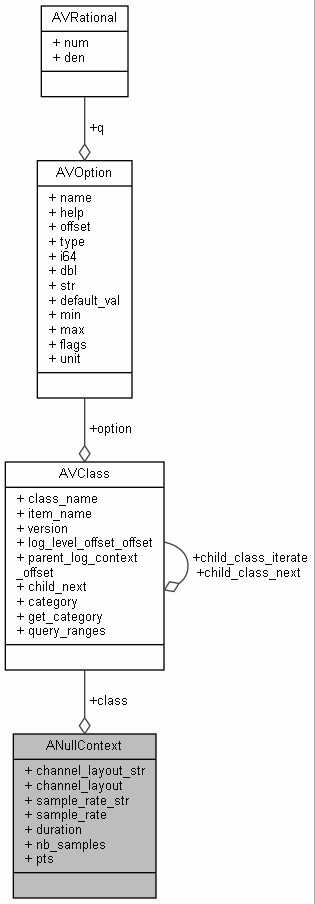 AVRational
+ num
+ den
+q
AVOption
+ name
+ help
+ offset
+ type
+ i64
+ dbl
+ str
+ default_val
+ min
+ max
+ flags
+ unit
+option
AVClass
+ class_name
+ item_name
+ version
+ log_level_offset_offset
+ parent_log_context
_offset
+ child_next
+ category
+ get_category
+ query_ranges
+child_class_iterate
+child_class_next
+class
ANullContext
+ channel_layout_str
+ channel_layout
+ sample_rate_str
+ sample_rate
+ duration
+ nb_samples
+ pts